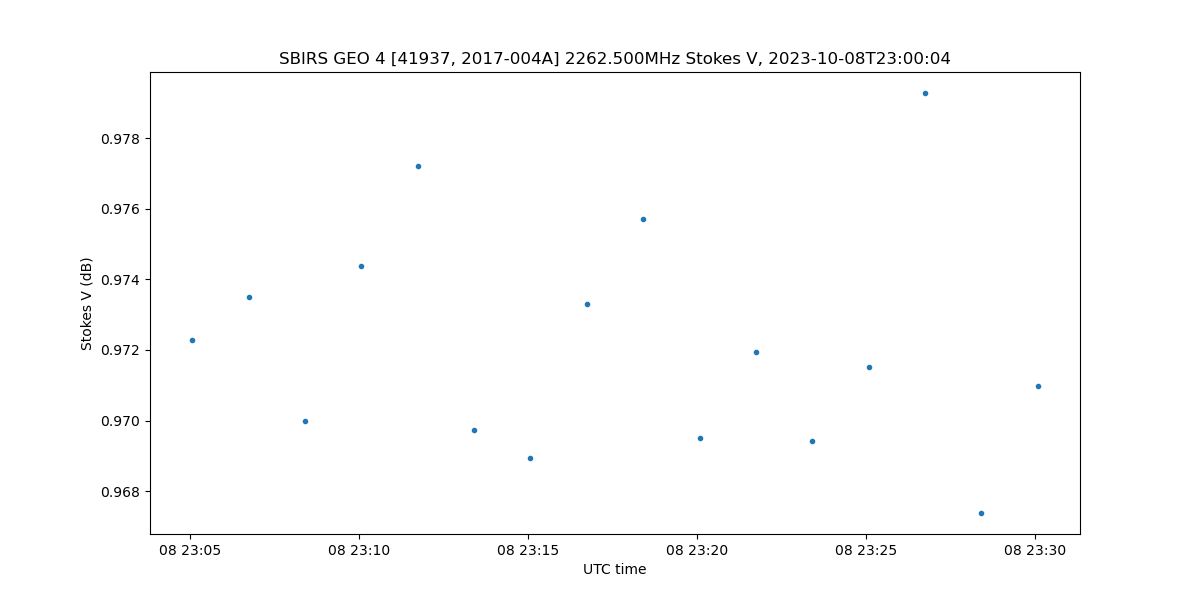 SBIRS GEO 4 [41937, 2017-004A] 2262.500MHz Stokes V, 2023-10-08T23:00:04
0.978
0.976
0.974
0.972
0.970
0.968
Stokes V (dB)
08 23:05 08 23:10 08 23:15 08 23:20 08 23:25 08 23:30
UTC time